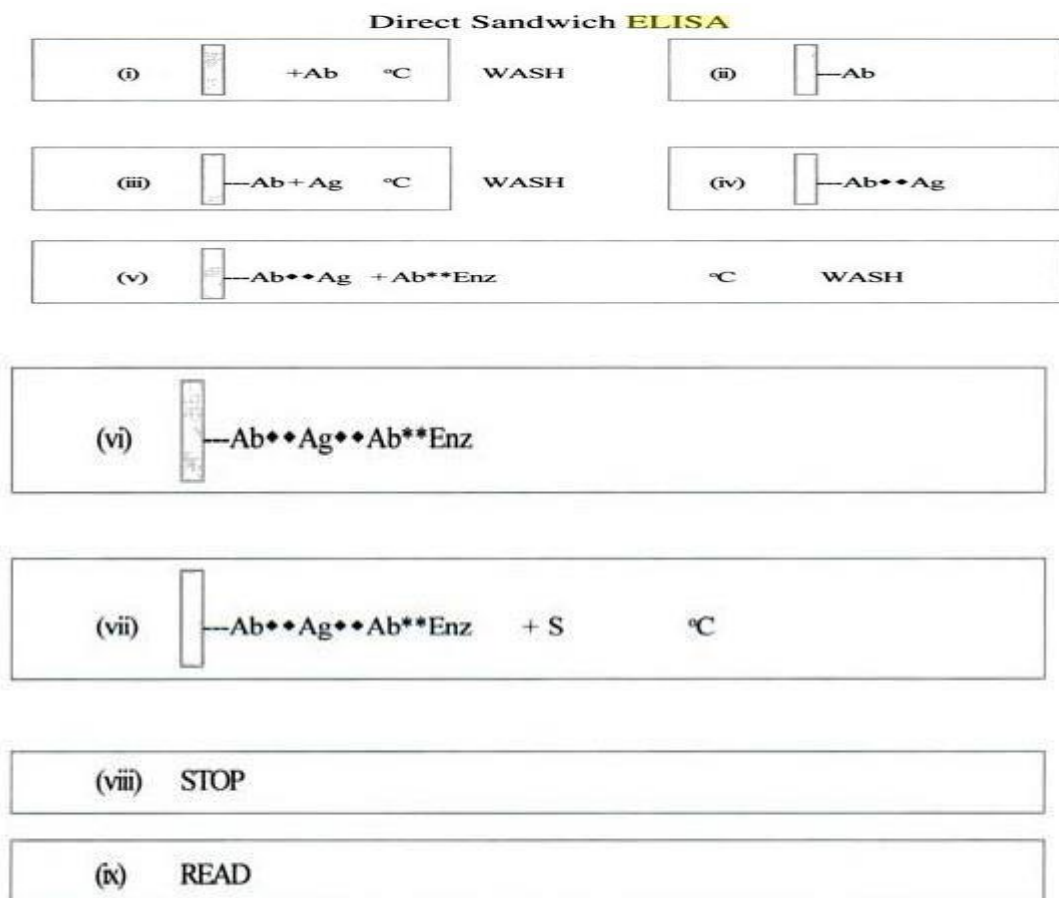 Direct Sandwich ELISA
(i) +Ab °C WASH (ii) ---Ab
(iii) ---Ab + Ag °C WASH (iv) ---Ab••Ag
(v) ---Ab••Ag + Ab**Enz °C WASH
(vi) ---Ab••Ag••Ab**Enz
(vii) ---Ab••Ag••Ab**Enz + S °C
(viii) STOP
(ix) READ